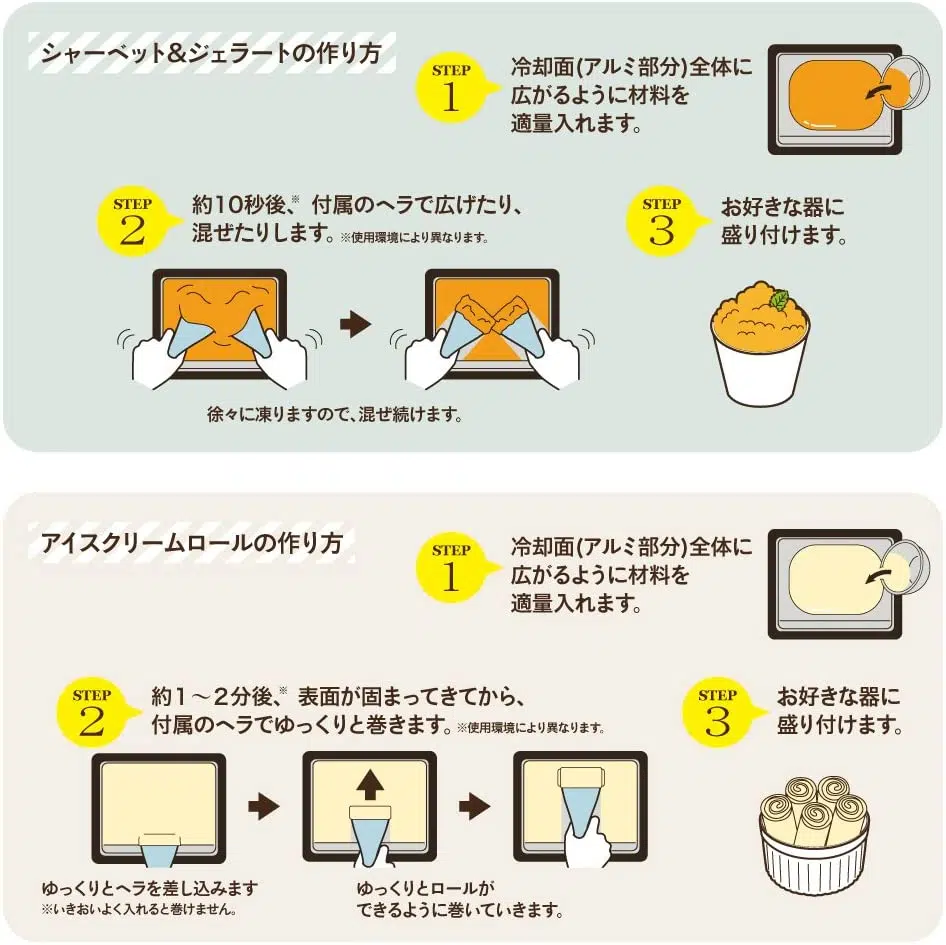 シャーベット&ジェラートの作り方
STEP
1
冷却面(アルミ部分)全体に
広がるように材料を
適量入れます。
STEP
2
約10秒後、※ 付属のヘラで広げたり、
混ぜたりします。※使用環境により異なります。
徐々に凍りますので、混ぜ続けます。
STEP
3
お好きな器に
盛り付けます。
アイスクリームロールの作り方
STEP
1
冷却面(アルミ部分)全体に
広がるように材料を
適量入れます。
STEP
2
約1〜2分後、※ 表面が固まってきてから、
付属のヘラでゆっくりと巻きます。※使用環境により異なります。
ゆっくりとヘラを差し込みます
※いきおいよく入れると巻けません。
ゆっくりとロールが
できるように巻いていきます。
STEP
3
お好きな器に
盛り付けます。